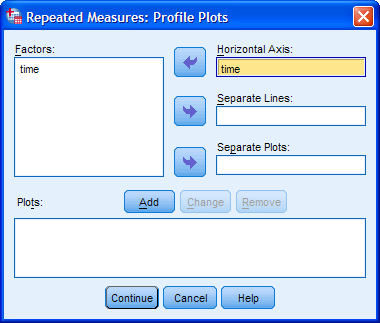 Repeated Measures: Profile Plots
Factors:
time
Horizontal Axis:
time
Separate Lines:
Separate Plots:
Plots:
Add Change Remove
Continue Cancel Help